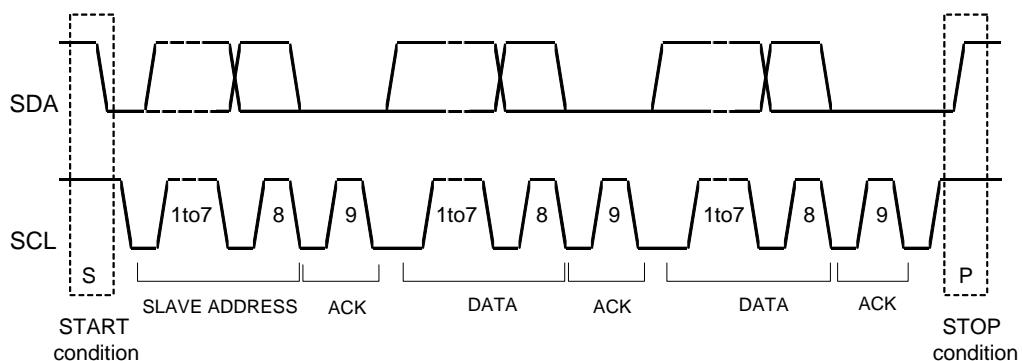 SDA
1to7 8 9 1to7 8 9 1to7 8 9
SCL
S P
SLAVE ADDRESS ACK DATA ACK DATA ACK
START
condition
STOP
condition